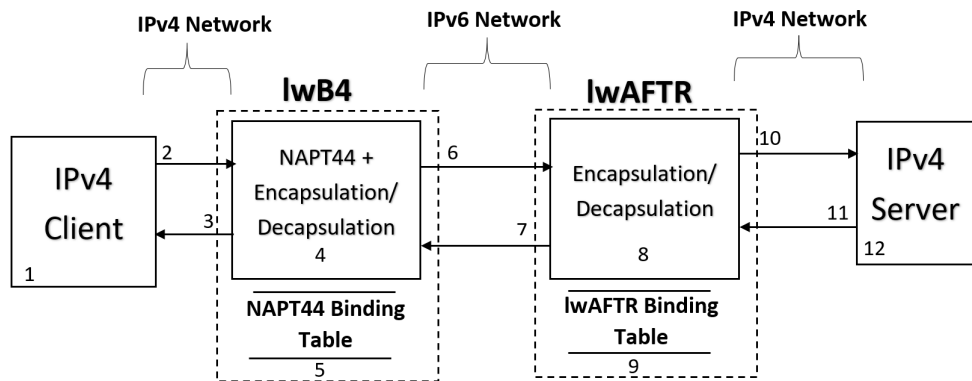 IPv4 Network
IPv6 Network
IPv4 Network
lwB4
lwAFTR
IPv4
Client
1
2
3
NAPT44 +
Encapsulation/
Decapsulation
4
NAPT44 Binding
Table
5
6
7
Encapsulation/
Decapsulation
8
lwAFTR Binding
Table
9
10
11
IPv4
Server
12